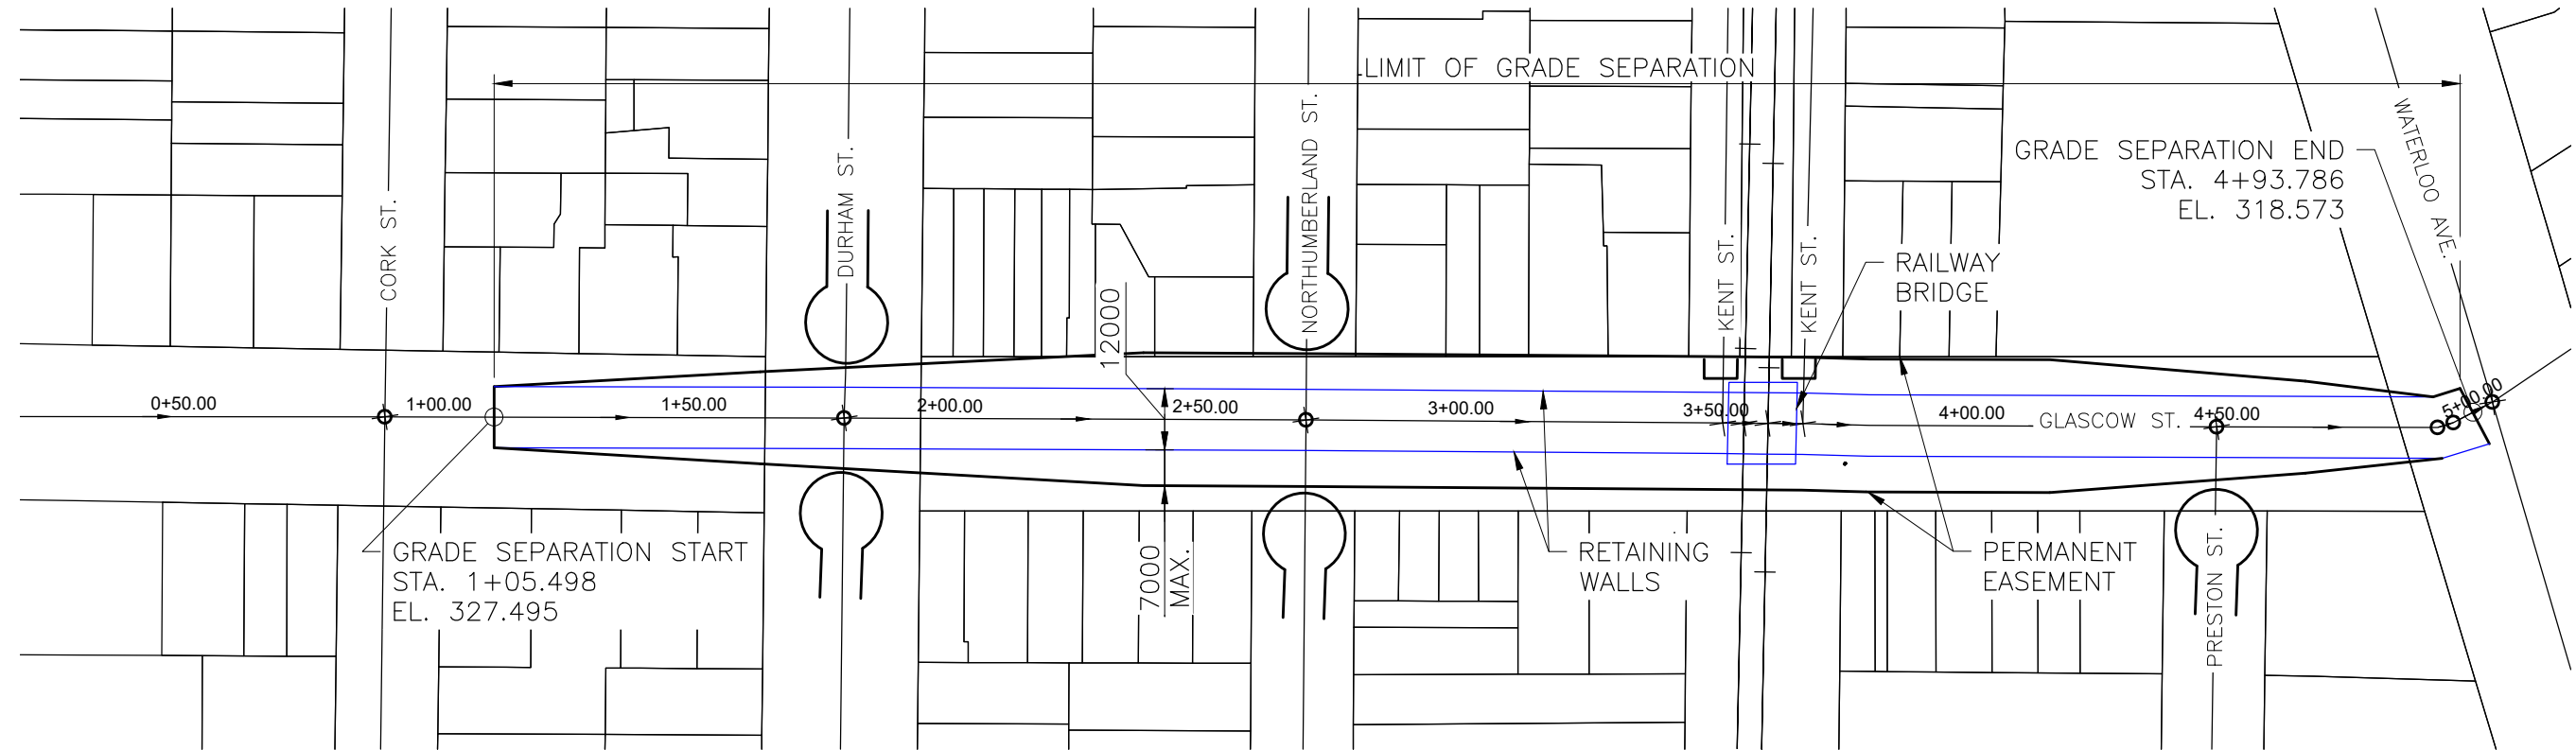 LIMIT OF GRADE SEPARATION
WATERLOO AVE.
GRADE SEPARATION END
STA. 4+93.786
EL. 318.573
CORK ST.
DURHAM ST.
NORTHUMBERLAND ST.
KENT ST.
KENT ST.
RAILWAY
BRIDGE
12000
0+50.00
1+00.00
1+50.00
2+00.00
2+50.00
3+00.00
3+50.00
4+00.00
GLASCOW ST.
4+50.00
5+00.00
GRADE SEPARATION START
STA. 1+05.498
EL. 327.495
7000
MAX.
RETAINING
WALLS
PERMANENT
EASEMENT
PRESTON ST.